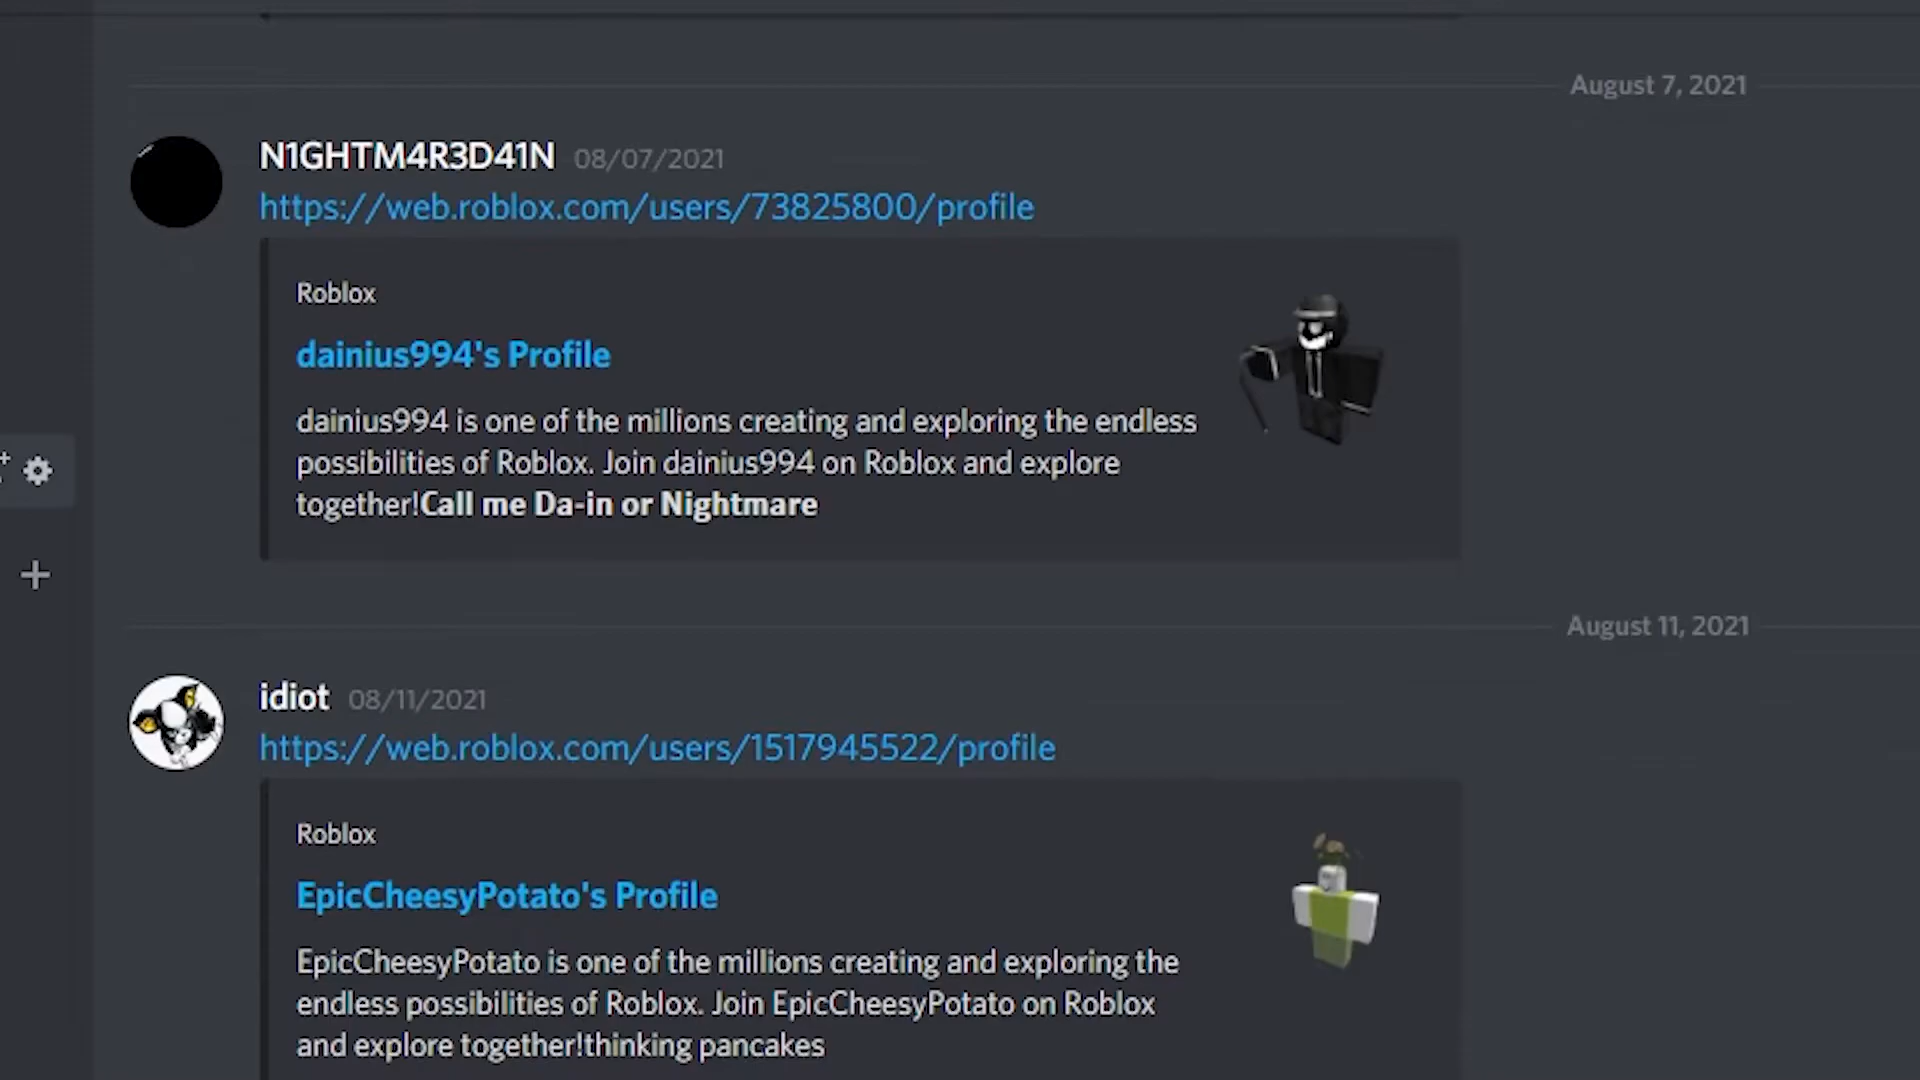 August 7, 2021
N1GHTM4R3D41N 08/07/2021
https://web.roblox.com/users/73825800/profile
Roblox
dainius994's Profile
dainius994 is one of the millions creating and exploring the endless
possibilities of Roblox. Join dainius994 on Roblox and explore
together!Call me Da-in or Nightmare
August 11, 2021
idiot 08/11/2021
https://web.roblox.com/users/1517945522/profile
Roblox
EpicCheesyPotato's Profile
EpicCheesyPotato is one of the millions creating and exploring the
endless possibilities of Roblox. Join EpicCheesyPotato on Roblox
and explore together!thinking pancakes